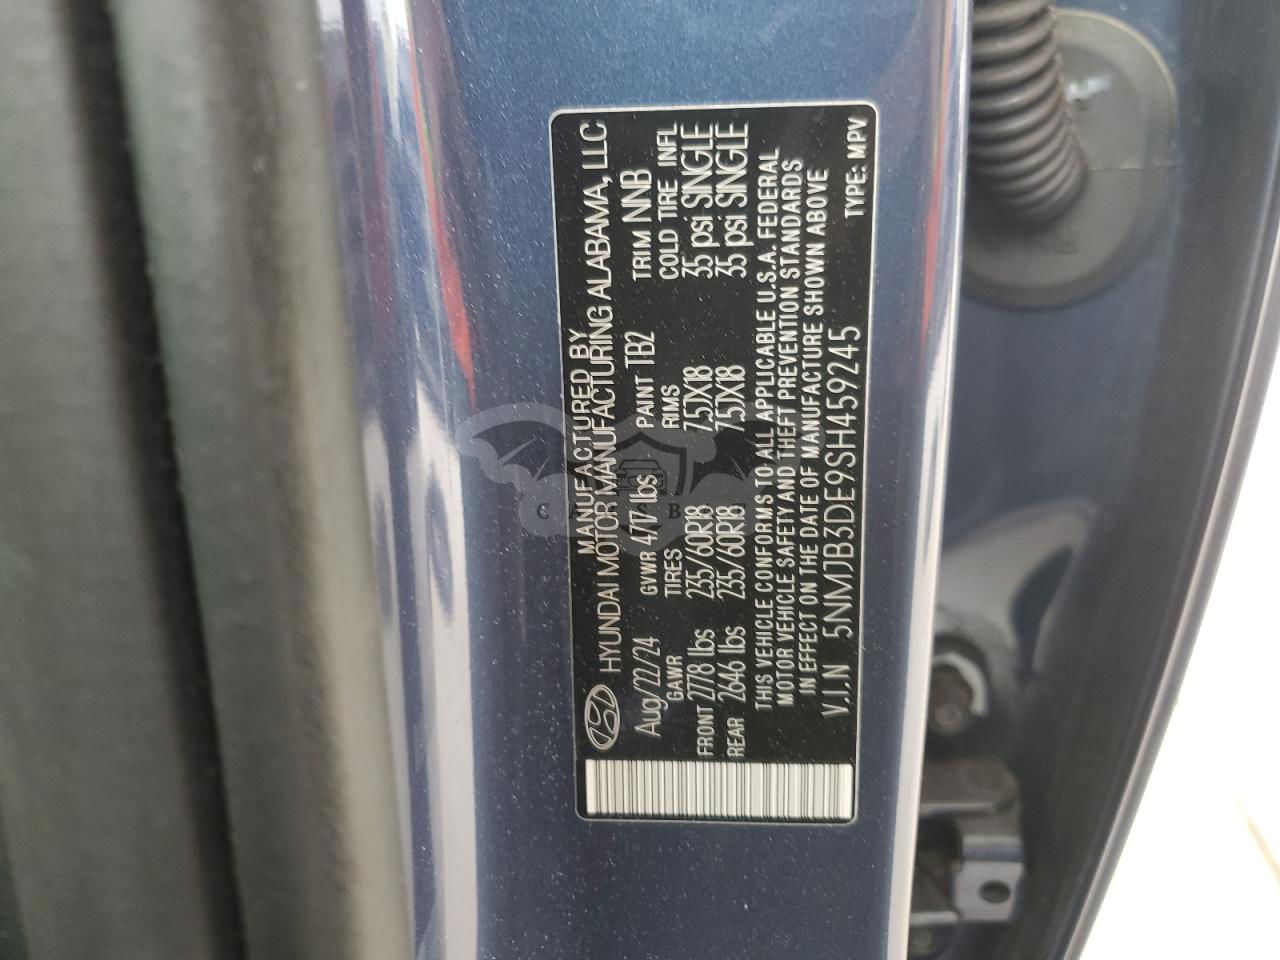 MANUFACTURED BY
HYUNDAI MOTOR MANUFACTURING ALABAMA, LLC
Aug/22/24 GVWR 4717 lbs PAINT TB2 TRIM NNB
GAWR TIRES RIMS COLD TIRE INFL
FRONT 2778 lbs 235/60R18 7.5JX18 35 psi SINGLE
REAR 2646 lbs 235/60R18 7.5JX18 35 psi SINGLE
THIS VEHICLE CONFORMS TO ALL APPLICABLE U.S.A. FEDERAL
MOTOR VEHICLE SAFETY AND THEFT PREVENTION STANDARDS
IN EFFECT ON THE DATE OF MANUFACTURE SHOWN ABOVE
V.I.N 5NMJB3DE9SH459245 TYPE: MPV